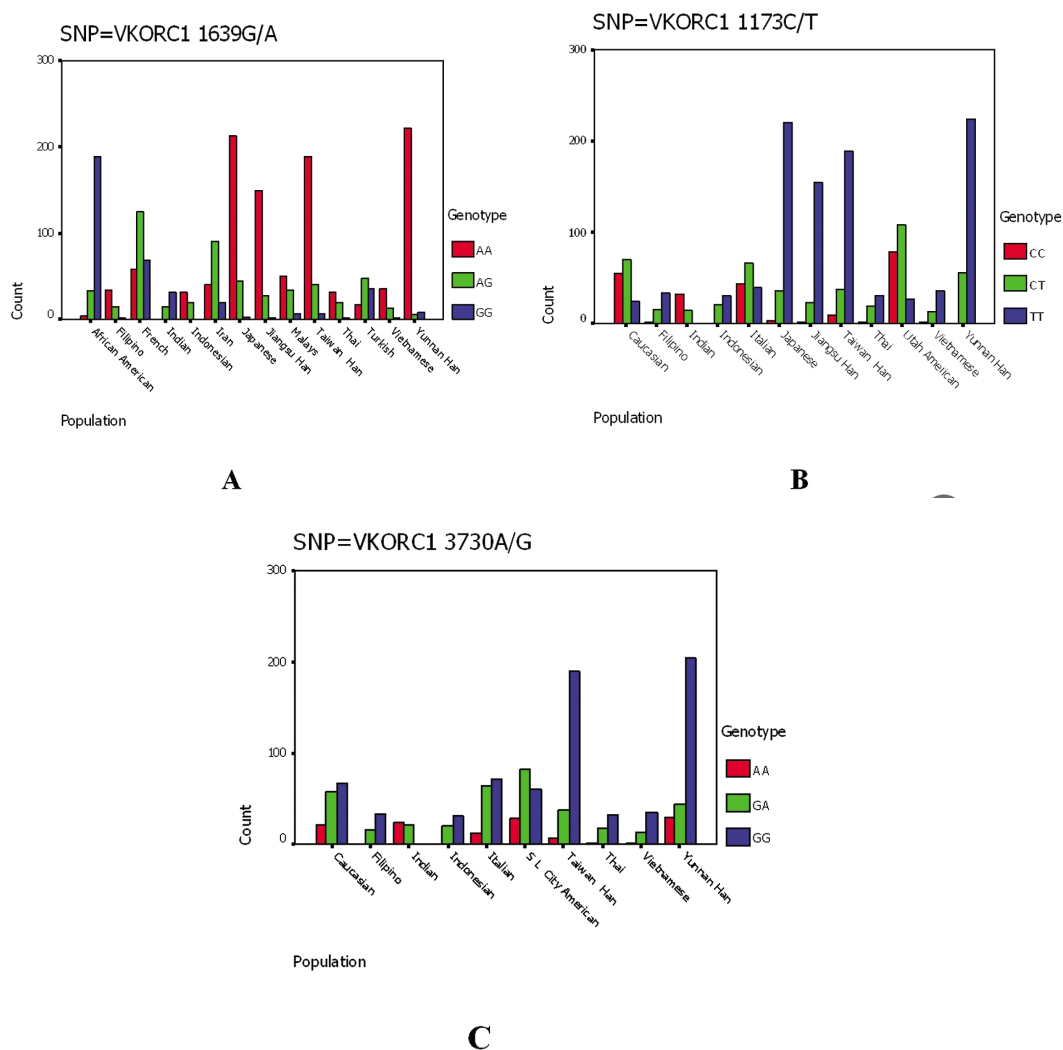 SNP=VKORC1 1639G/A
300
200
100
0
Count
African American
Filipino
French
Indian
Indonesian
Iran
Japanese
Jiangsu Han
Malays
Taiwan Han
Thai
Turkish
Vietnamese
Yunnan Han
Population
Genotype
AA
AG
GG
A
SNP=VKORC1 1173C/T
300
200
100
0
Count
Caucasian
Filipino
Indian
Indonesian
Italian
Japanese
Jiangsu Han
Taiwan Han
Thai
Utah American
Vietnamese
Yunnan Han
Population
Genotype
CC
CT
TT
B
SNP=VKORC1 3730A/G
300
200
100
0
Count
Caucasian
Filipino
Indian
Indonesian
Italian
S L City American
Taiwan Han
Thai
Vietnamese
Yunnan Han
Population
Genotype
AA
GA
GG
C